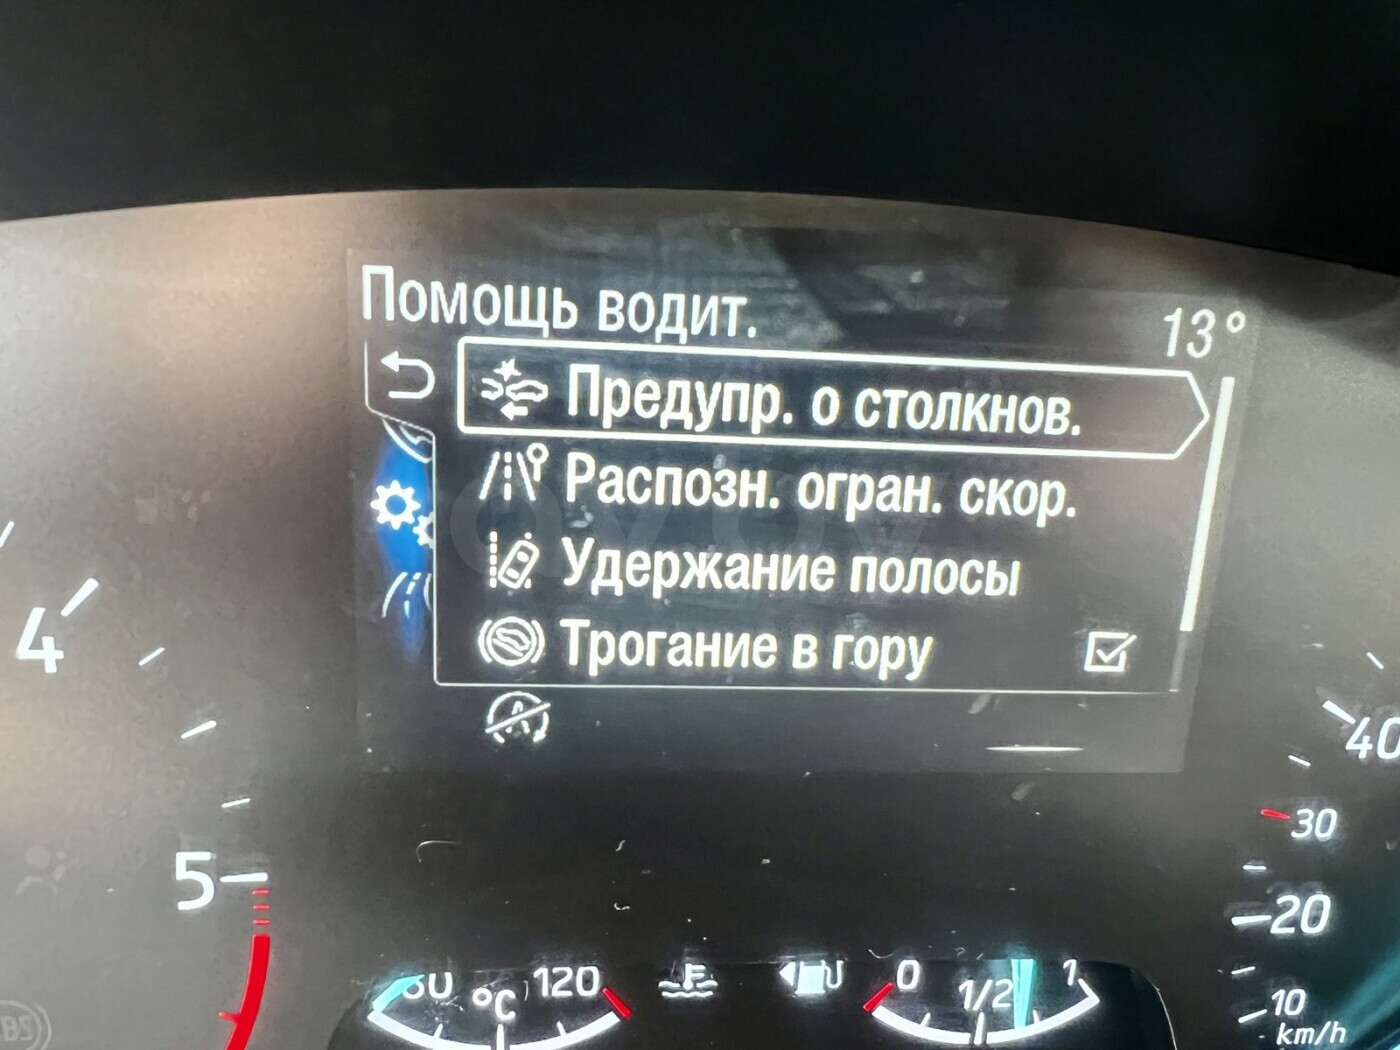 Помощь водит.
13°
Предупр. о столкнов.
Распозн. огран. скор.
Удержание полосы
Трогание в гору
4
5
40
30
20
10
km/h
120
°C
0
1/2
1